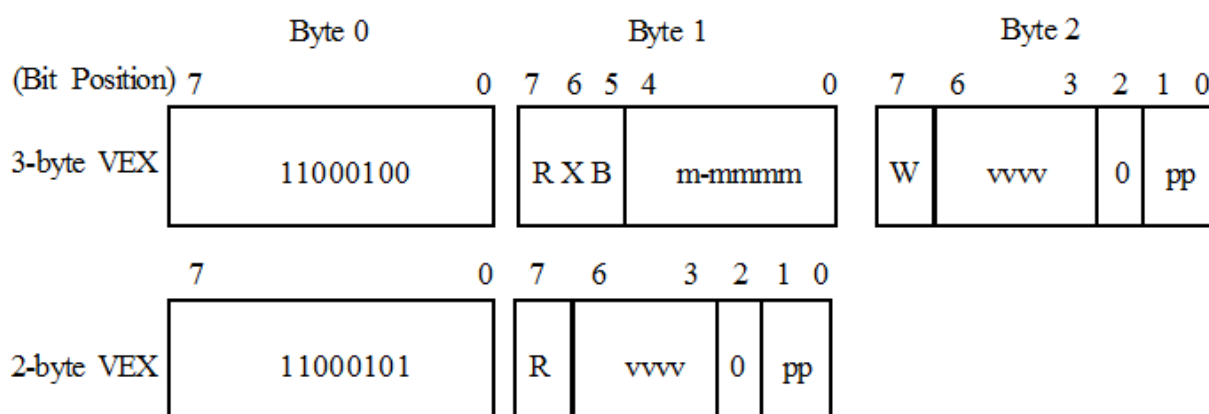 Byte 0 Byte 1 Byte 2
(Bit Position) 7 0 7 6 5 4 0 7 6 3 2 1 0
3-byte VEX 11000100 R X B m-mmmm W vvvv 0 pp
7 0 7 6 3 2 1 0
2-byte VEX 11000101 R vvvv 0 pp